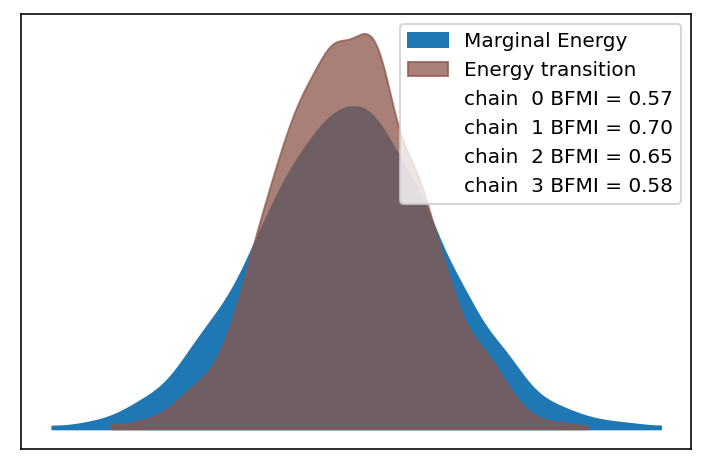 Marginal Energy
Energy transition
chain  0 BFMI = 0.57
chain  1 BFMI = 0.70
chain  2 BFMI = 0.65
chain  3 BFMI = 0.58